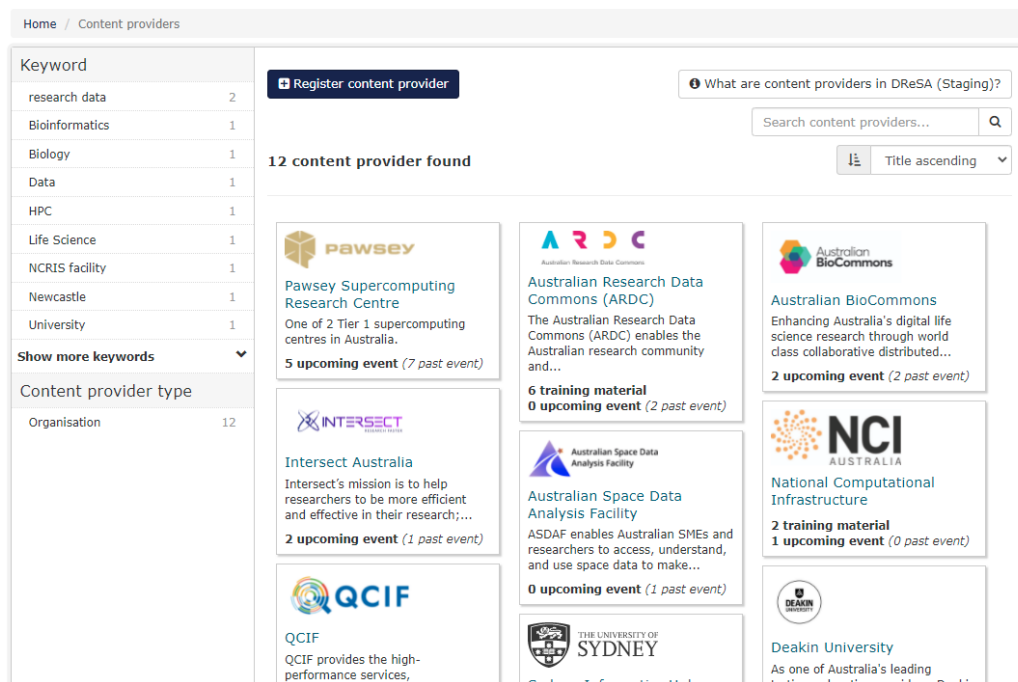 Home / Content providers
Keyword
research data 2
Bioinformatics 1
Biology 1
Data 1
HPC 1
Life Science 1
NCRIS facility 1
Newcastle 1
University 1
Show more keywords
Content provider type
Organisation 12
Register content provider
What are content providers in DReSA (Staging)?
Search content providers...
12 content provider found
Title ascending
PAWSEY
Pawsey Supercomputing
Research Centre
One of 2 Tier 1 supercomputing
centres in Australia.
5 upcoming event (7 past event)
INTERSECT
Intersect Australia
Intersect's mission is to help
researchers to be more efficient
and effective in their research;...
2 upcoming event (1 past event)
QCIF
QCIF
QCIF provides the high-
performance services,
ARDC
Australian Research Data Commons
Australian Research Data
Commons (ARDC)
The Australian Research Data
Commons (ARDC) enables the
Australian research community
and...
6 training material
0 upcoming event (2 past event)
Australian Space Data
Analysis Facility
Australian Space Data
Analysis Facility
ASDAF enables Australian SMEs and
researchers to access, understand,
and use space data to make...
0 upcoming event (1 past event)
THE UNIVERSITY OF
SYDNEY
Australian
BioCommons
Australian BioCommons
Enhancing Australia's digital life
science research through world
class collaborative distributed...
2 upcoming event (2 past event)
NCI
AUSTRALIA
National Computational
Infrastructure
2 training material
1 upcoming event (0 past event)
DEAKIN
UNIVERSITY
Deakin University
As one of Australia's leading